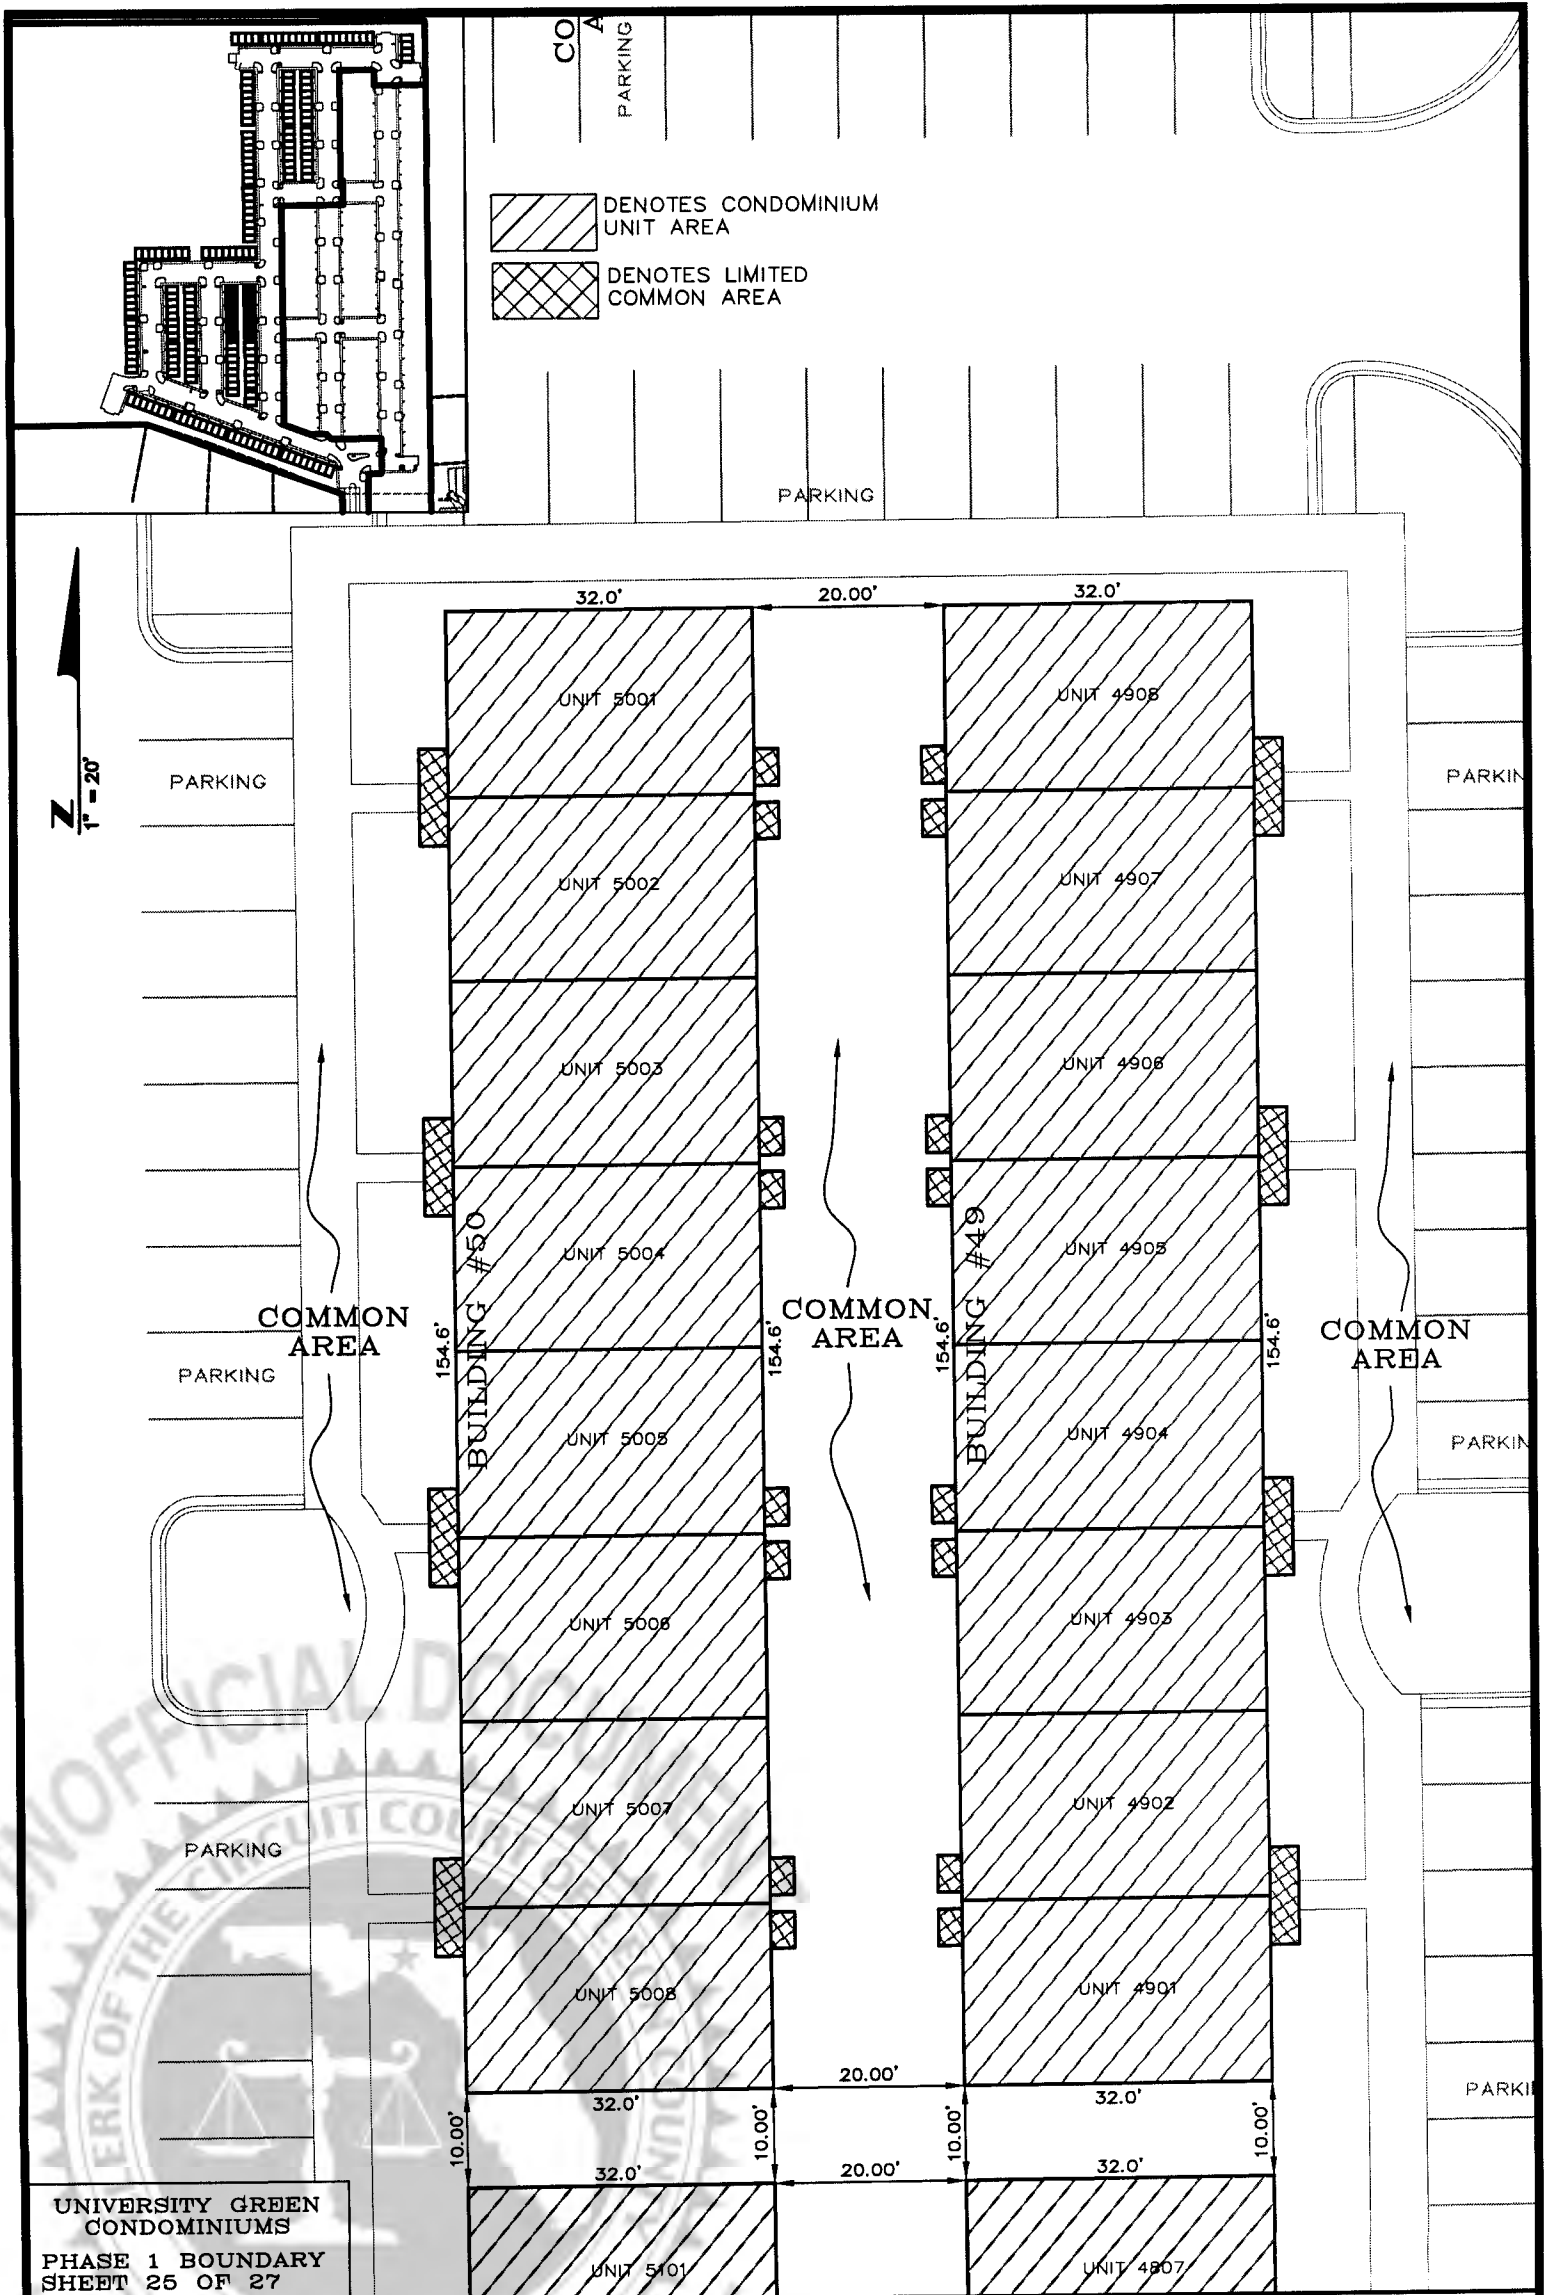 CO
A
PARKING
DENOTES CONDOMINIUM
UNIT AREA
DENOTES LIMITED
COMMON AREA
PARKING
Z
1" = 20'
32.0'
20.00'
32.0'
UNIT 5001
UNIT 4908
PARKING
PARKIN
UNIT 5002
UNIT 4907
UNIT 5003
UNIT 4906
UNIT 5004
UNIT 4905
BUILDING #50
BUILDING #49
COMMON
AREA
COMMON
AREA
COMMON
AREA
154.6'
154.6'
154.6'
154.6'
PARKING
UNIT 5005
UNIT 4904
PARKIN
UNIT 5006
UNIT 4903
UNIT 5007
UNIT 4902
PARKING
UNIT 5008
UNIT 4901
20.00'
32.0'
32.0'
PARKI
10.00'
10.00'
10.00'
10.00'
32.0'
20.00'
32.0'
UNIT 5101
UNIT 4807
UNIVERSITY GREEN
CONDOMINIUMS
PHASE 1 BOUNDARY
SHEET 25 OF 27